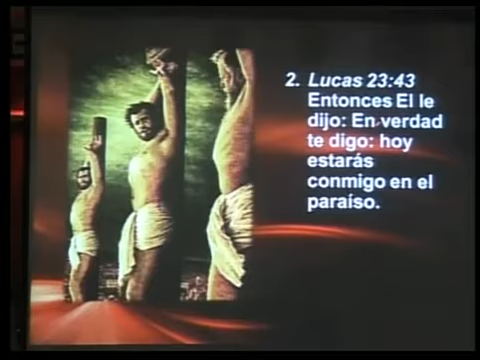 2. Lucas 23:43
Entonces El le
dijo: En verdad
te digo: hoy
estarás
conmigo en el
paraíso.